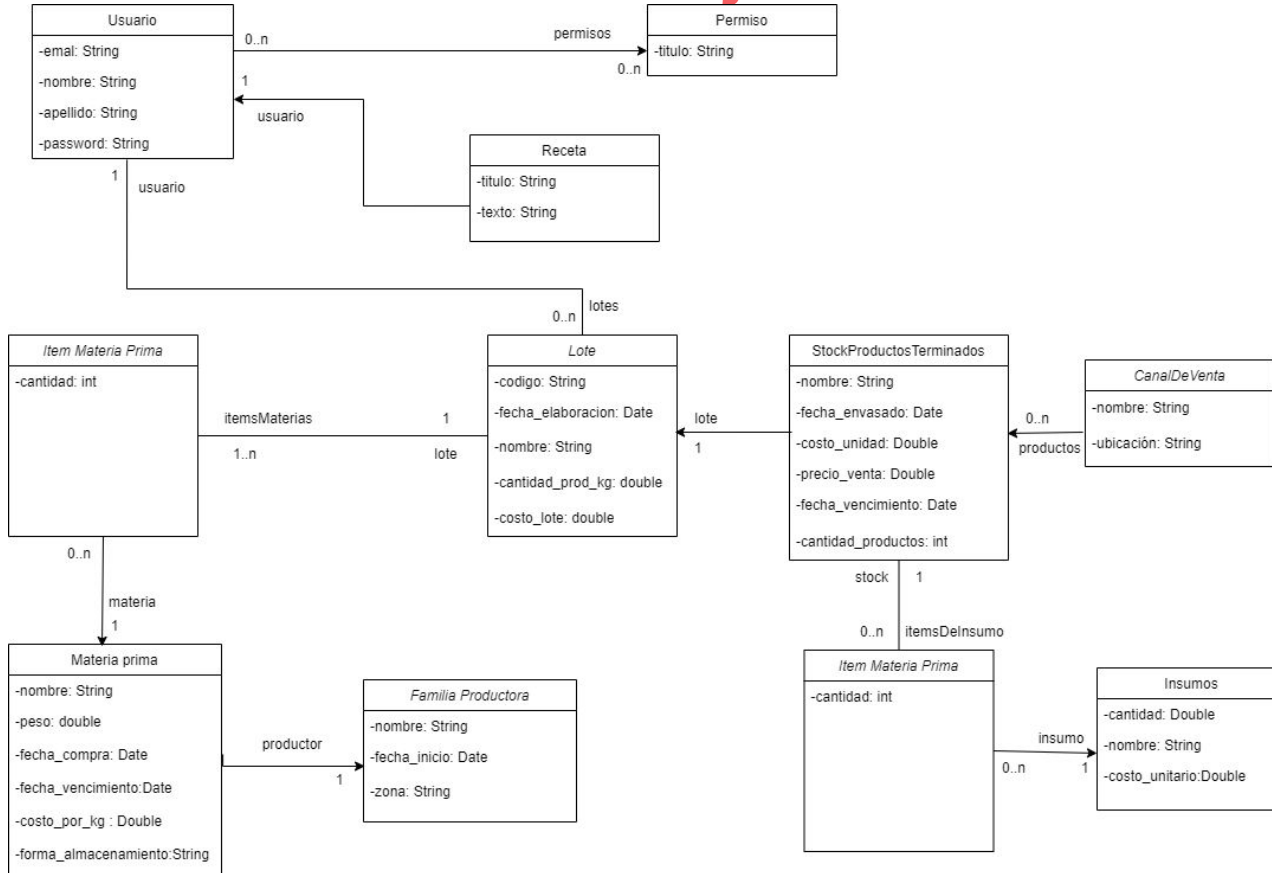 Usuario
-emal: String
-nombre: String
-apellido: String
-password: String
0..n
permisos
0..n
Permiso
-titulo: String
1
usuario
Receta
-titulo: String
-texto: String
1
usuario
lotes
0..n
Item Materia Prima
-cantidad: int
itemsMaterias
1..n
1
lote
Lote
-codigo: String
-fecha_elaboracion: Date
-nombre: String
-cantidad_prod_kg: double
-costo_lote: double
lote
1
StockProductosTerminados
-nombre: String
-fecha_envasado: Date
-costo_unidad: Double
-precio_venta: Double
-fecha_vencimiento: Date
-cantidad_productos: int
0..n
productos
CanalDeVenta
-nombre: String
-ubicación: String
0..n
materia
1
stock
1
0..n
itemsDeInsumo
Materia prima
-nombre: String
-peso: double
-fecha_compra: Date
-fecha_vencimiento:Date
-costo_por_kg : Double
-forma_almacenamiento:String
productor
1
Familia Productora
-nombre: String
-fecha_inicio: Date
-zona: String
Item Materia Prima
-cantidad: int
insumo
0..n
1
Insumos
-cantidad: Double
-nombre: String
-costo_unitario:Double